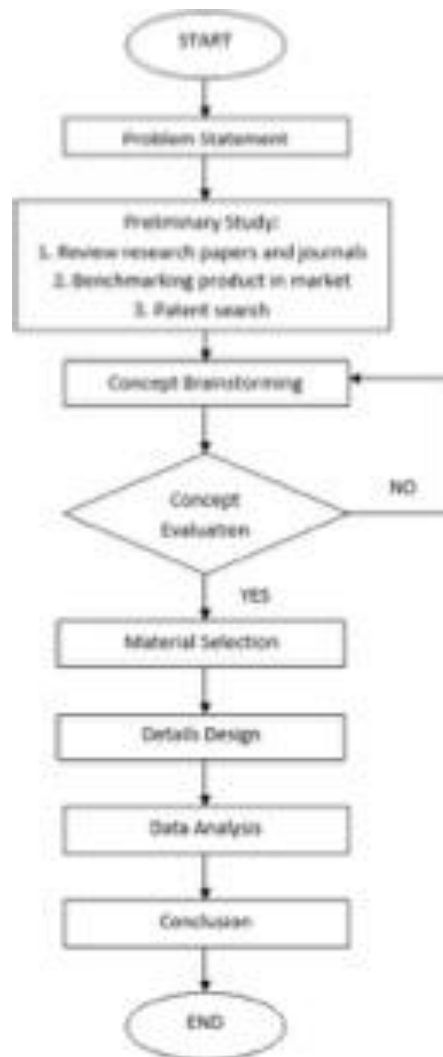 START
Problem Statement
Preliminary Study:
1. Review research papers and journals
2. Benchmarking product in market
3. Patent search
Concept Brainstorming
Concept
Evaluation
NO
YES
Material Selection
Details Design
Data Analysis
Conclusion
END